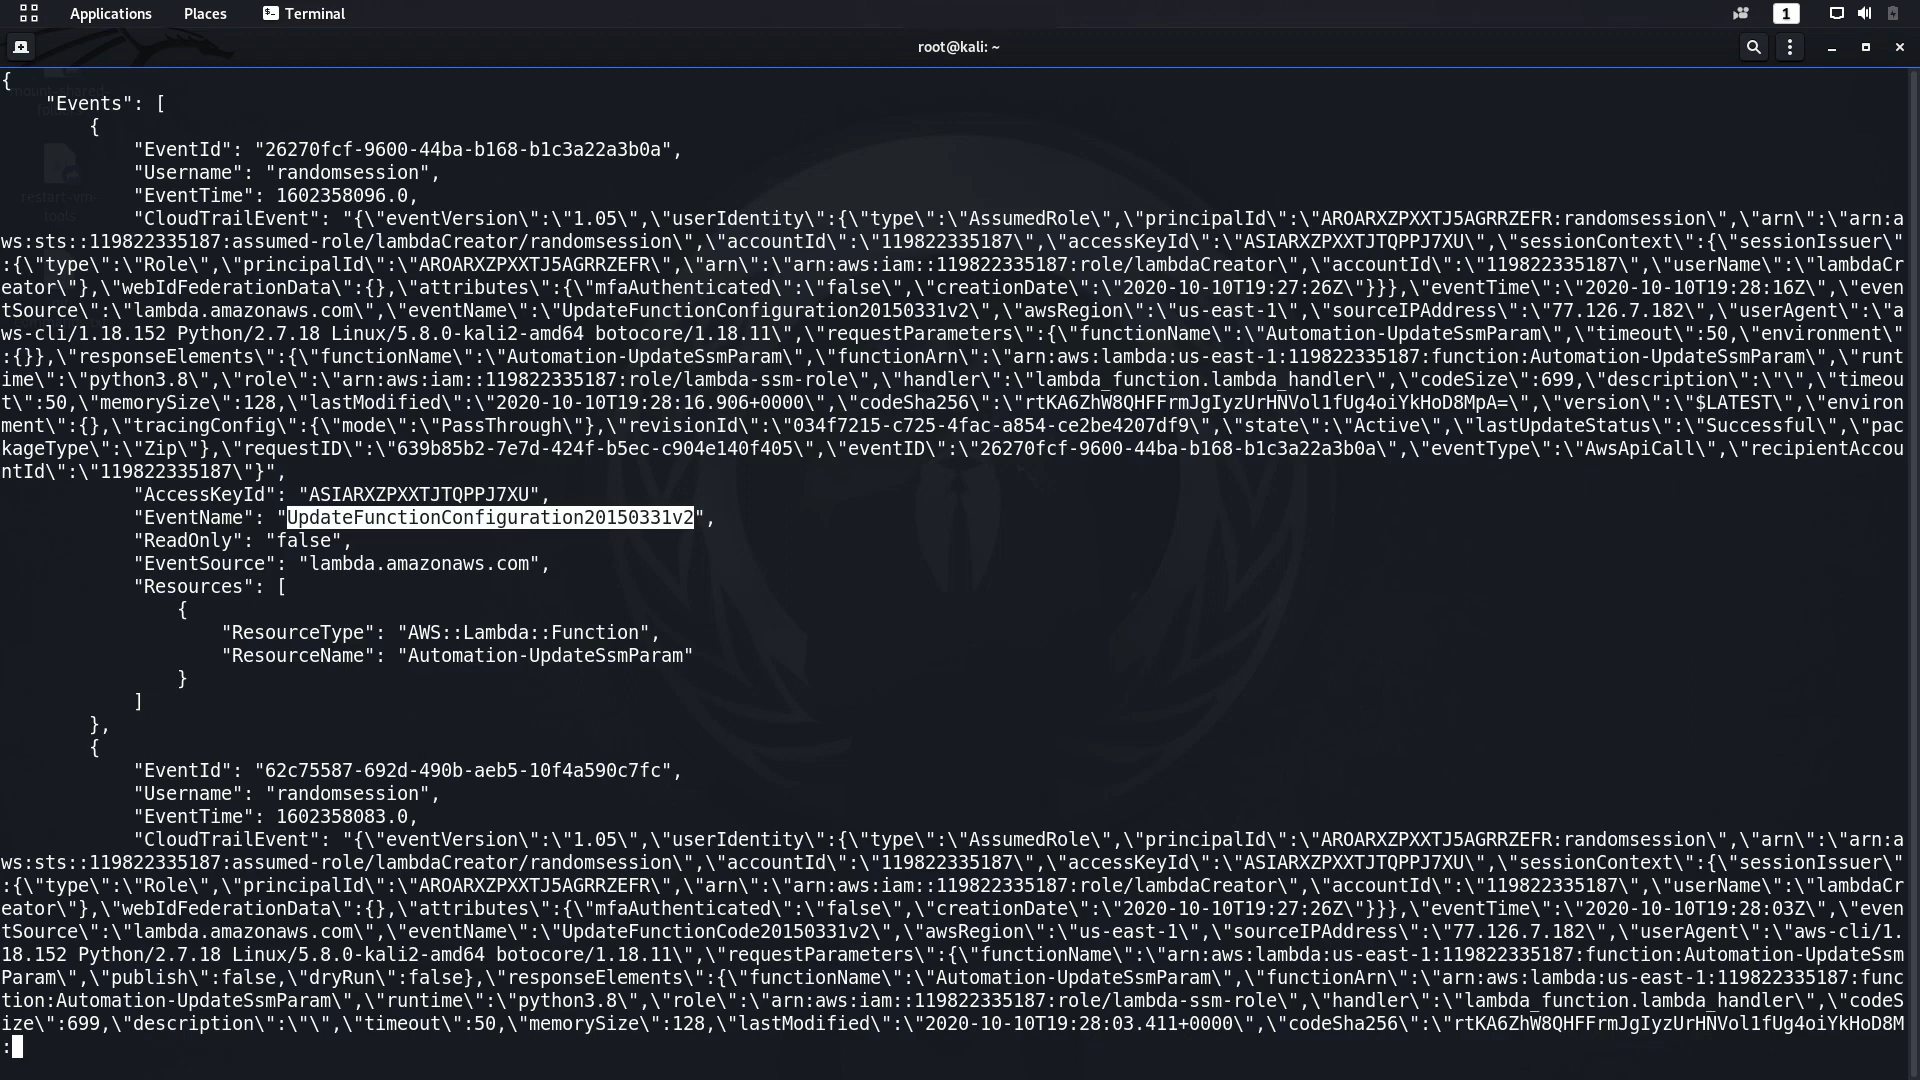 Applications Places Terminal 1
root@kali: ~
{
"Events": [
{
"EventId": "26270fcf-9600-44ba-b168-b1c3a22a3b0a",
"Username": "randomsession",
"EventTime": 1602358096.0,
"CloudTrailEvent": "{\"eventVersion\":\"1.05\",\"userIdentity\":{\"type\":\"AssumedRole\",\"principalId\":\"AROARXZPXXTJ5AGRRZEFR:randomsession\",\"arn\":\"arn:a
ws:sts::119822335187:assumed-role/lambdaCreator/randomsession\",\"accountId\":\"119822335187\",\"accessKeyId\":\"ASIARXZPXXTJTQPPJ7XU\",\"sessionContext\":{\"sessionIssuer\"
:{\"type\":\"Role\",\"principalId\":\"AROARXZPXXTJ5AGRRZEFR\",\"arn\":\"arn:aws:iam::119822335187:role/lambdaCreator\",\"accountId\":\"119822335187\",\"userName\":\"lambdaCr
eator\"},\"webIdFederationData\":{},\"attributes\":{\"mfaAuthenticated\":\"false\",\"creationDate\":\"2020-10-10T19:27:26Z\"}}},\"eventTime\":\"2020-10-10T19:28:16Z\",\"even
tSource\":\"lambda.amazonaws.com\",\"eventName\":\"UpdateFunctionConfiguration20150331v2\",\"awsRegion\":\"us-east-1\",\"sourceIPAddress\":\"77.126.7.182\",\"userAgent\":\"a
ws-cli/1.18.152 Python/2.7.18 Linux/5.8.0-kali2-amd64 botocore/1.18.11\",\"requestParameters\":{\"functionName\":\"Automation-UpdateSsmParam\",\"timeout\":50,\"environment\"
:{}},\"responseElements\":{\"functionName\":\"Automation-UpdateSsmParam\",\"functionArn\":\"arn:aws:lambda:us-east-1:119822335187:function:Automation-UpdateSsmParam\",\"runt
ime\":\"python3.8\",\"role\":\"arn:aws:iam::119822335187:role/lambda-ssm-role\",\"handler\":\"lambda_function.lambda_handler\",\"codeSize\":699,\"description\":\"\",\"timeou
t\":50,\"memorySize\":128,\"lastModified\":\"2020-10-10T19:28:16.906+0000\",\"codeSha256\":\"rtKA6ZhW8QHFFrmJgIyzUrHNVol1fUg4oiYkHoD8MpA=\",\"version\":\"$LATEST\",\"environ
ment\":{},\"tracingConfig\":{\"mode\":\"PassThrough\"},\"revisionId\":\"034f7215-c725-4fac-a854-ce2be4207df9\",\"state\":\"Active\",\"lastUpdateStatus\":\"Successful\",\"pac
kageType\":\"Zip\"},\"requestID\":\"639b85b2-7e7d-424f-b5ec-c904e140f405\",\"eventID\":\"26270fcf-9600-44ba-b168-b1c3a22a3b0a\",\"eventType\":\"AwsApiCall\",\"recipientAccou
ntId\":\"119822335187\"}",
"AccessKeyId": "ASIARXZPXXTJTQPPJ7XU",
"EventName": "UpdateFunctionConfiguration20150331v2",
"ReadOnly": "false",
"EventSource": "lambda.amazonaws.com",
"Resources": [
{
"ResourceType": "AWS::Lambda::Function",
"ResourceName": "Automation-UpdateSsmParam"
}
]
},
{
"EventId": "62c75587-692d-490b-aeb5-10f4a590c7fc",
"Username": "randomsession",
"EventTime": 1602358083.0,
"CloudTrailEvent": "{\"eventVersion\":\"1.05\",\"userIdentity\":{\"type\":\"AssumedRole\",\"principalId\":\"AROARXZPXXTJ5AGRRZEFR:randomsession\",\"arn\":\"arn:a
ws:sts::119822335187:assumed-role/lambdaCreator/randomsession\",\"accountId\":\"119822335187\",\"accessKeyId\":\"ASIARXZPXXTJTQPPJ7XU\",\"sessionContext\":{\"sessionIssuer\"
:{\"type\":\"Role\",\"principalId\":\"AROARXZPXXTJ5AGRRZEFR\",\"arn\":\"arn:aws:iam::119822335187:role/lambdaCreator\",\"accountId\":\"119822335187\",\"userName\":\"lambdaCr
eator\"},\"webIdFederationData\":{},\"attributes\":{\"mfaAuthenticated\":\"false\",\"creationDate\":\"2020-10-10T19:27:26Z\"}}},\"eventTime\":\"2020-10-10T19:28:03Z\",\"even
tSource\":\"lambda.amazonaws.com\",\"eventName\":\"UpdateFunctionCode20150331v2\",\"awsRegion\":\"us-east-1\",\"sourceIPAddress\":\"77.126.7.182\",\"userAgent\":\"aws-cli/1.
18.152 Python/2.7.18 Linux/5.8.0-kali2-amd64 botocore/1.18.11\",\"requestParameters\":{\"functionName\":\"arn:aws:lambda:us-east-1:119822335187:function:Automation-UpdateSsm
Param\",\"publish\":false,\"dryRun\":false},\"responseElements\":{\"functionName\":\"Automation-UpdateSsmParam\",\"functionArn\":\"arn:aws:lambda:us-east-1:119822335187:func
tion:Automation-UpdateSsmParam\",\"runtime\":\"python3.8\",\"role\":\"arn:aws:iam::119822335187:role/lambda-ssm-role\",\"handler\":\"lambda_function.lambda_handler\",\"codeS
ize\":699,\"description\":\"\",\"timeout\":50,\"memorySize\":128,\"lastModified\":\"2020-10-10T19:28:03.411+0000\",\"codeSha256\":\"rtKA6ZhW8QHFFrmJgIyzUrHNVol1fUg4oiYkHoD8M
:
mount-shared-
folders
restart-vm-
tools